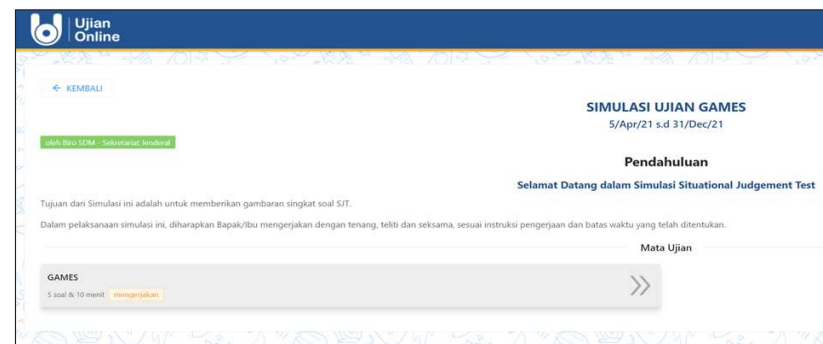 Ujian
Online
← KEMBALI
SIMULASI UJIAN GAMES
5/Apr/21 s.d 31/Dec/21
oleh Biro SDM - Sekretariat Jenderal
Pendahuluan
Selamat Datang dalam Simulasi Situational Judgement Test
Tujuan dari Simulasi ini adalah untuk memberikan gambaran singkat soal SJT.
Dalam pelaksanaan simulasi ini, diharapkan Bapak/Ibu mengerjakan dengan tenang, teliti dan seksama, sesuai instruksi pengerjaan dan batas waktu yang telah ditentukan.
Mata Ujian
GAMES
5 soal & 10 menit mengerjakan